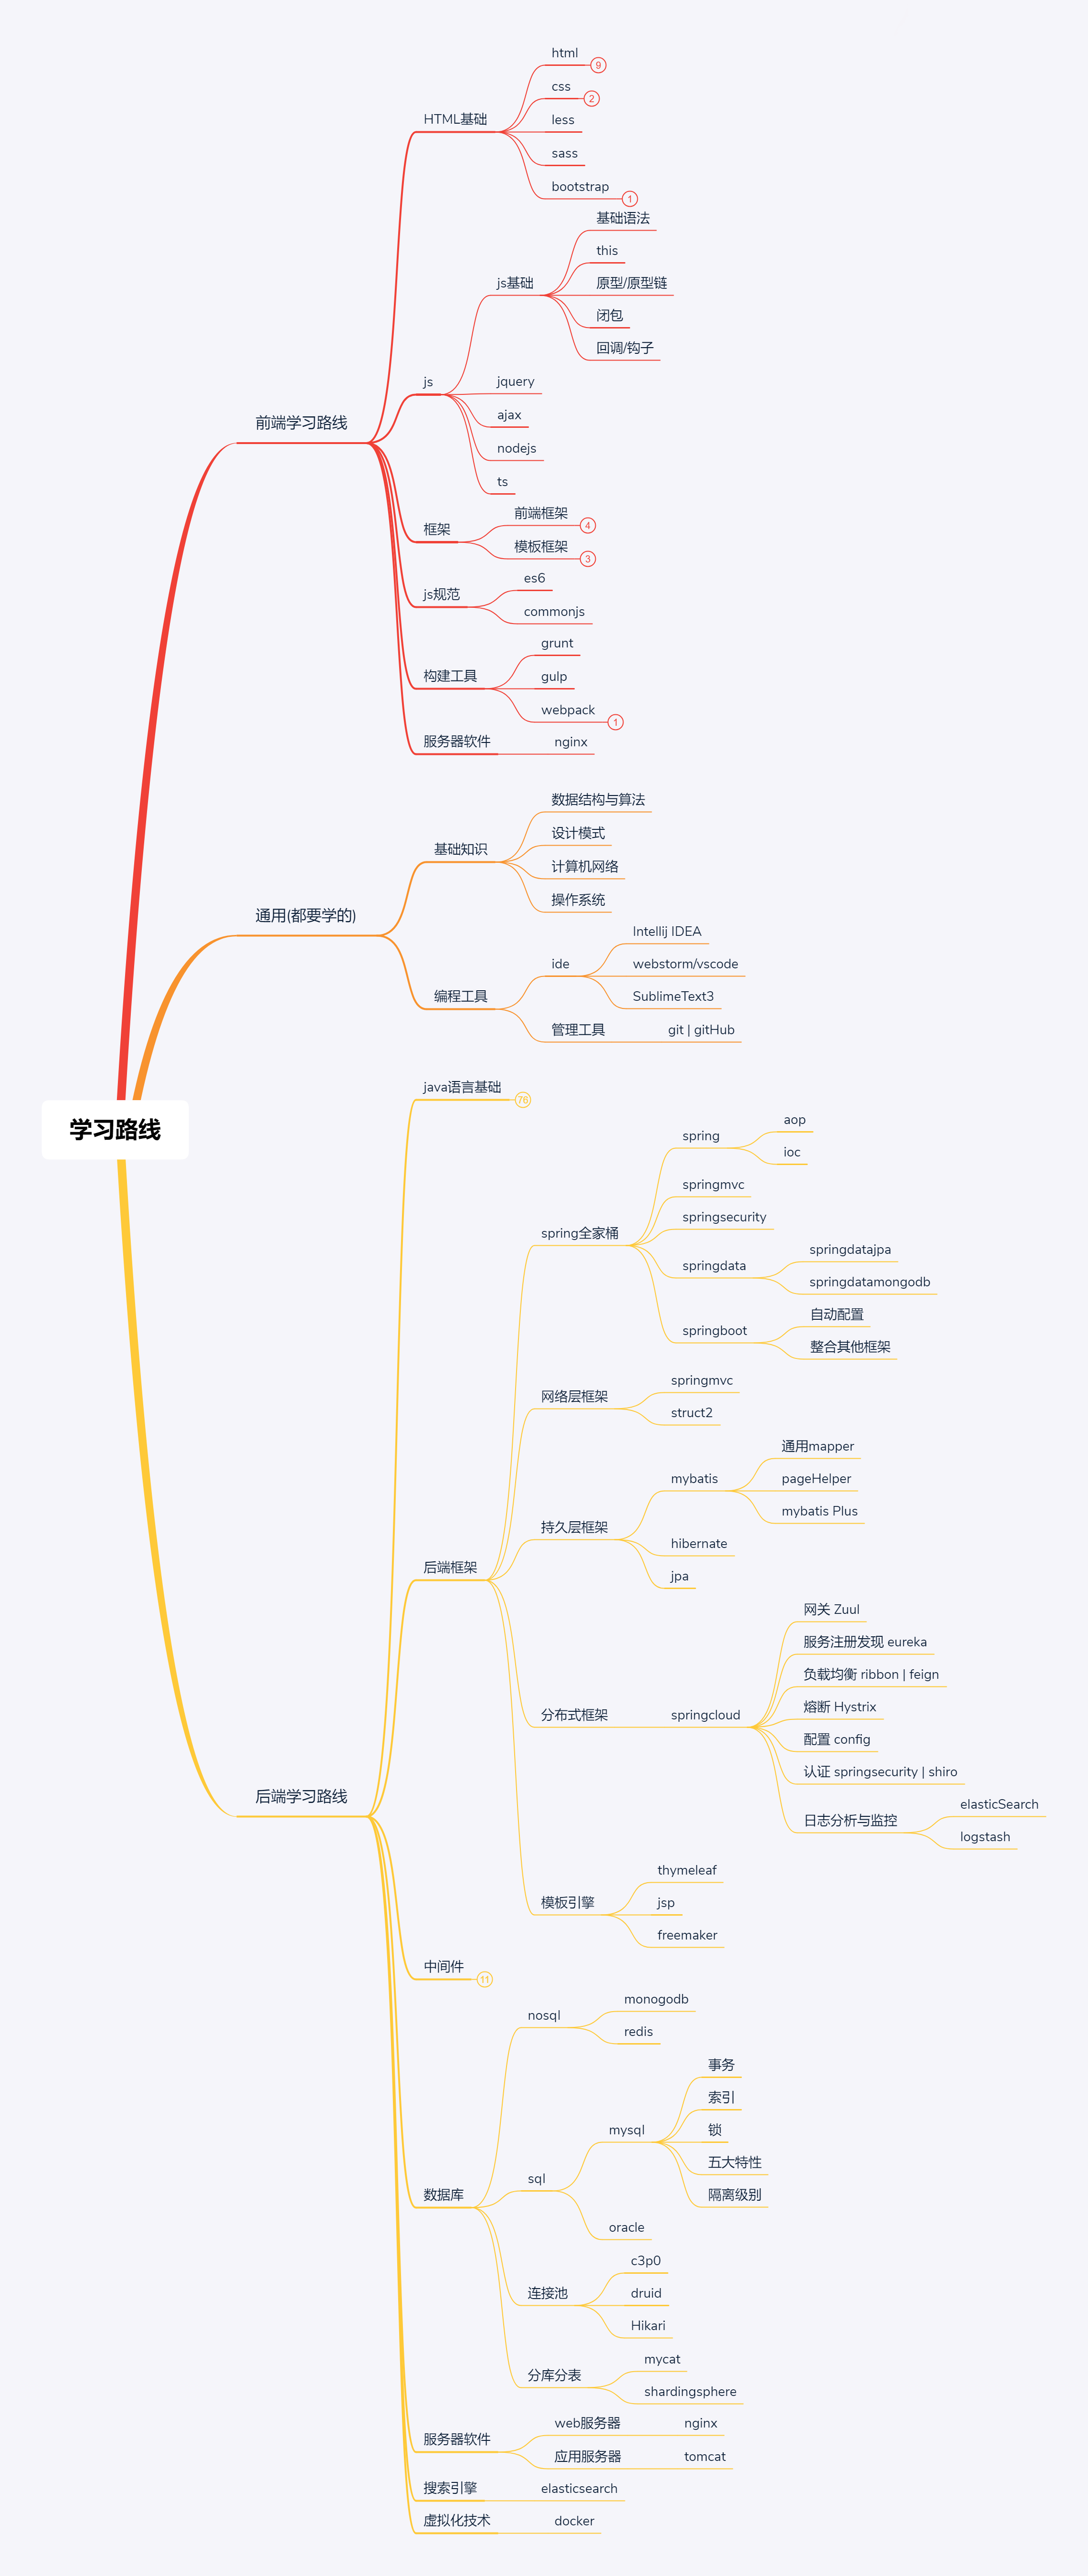 学习路线
前端学习路线
HTML基础
html
9
css
2
less
sass
bootstrap
1
js
js基础
基础语法
this
原型/原型链
闭包
回调/钩子
jquery
ajax
nodejs
ts
框架
前端框架
4
模板框架
3
js规范
es6
commonjs
构建工具
grunt
gulp
webpack
1
服务器软件
nginx
通用(都要学的)
基础知识
数据结构与算法
设计模式
计算机网络
操作系统
编程工具
ide
Intellij IDEA
webstorm/vscode
SublimeText3
管理工具
git | gitHub
后端学习路线
java语言基础
76
后端框架
spring全家桶
spring
aop
ioc
springmvc
springsecurity
springdata
springdatajpa
springdatamongodb
springboot
自动配置
整合其他框架
网络层框架
springmvc
struct2
持久层框架
mybatis
通用mapper
pageHelper
mybatis Plus
hibernate
jpa
分布式框架
springcloud
网关 Zuul
服务注册发现 eureka
负载均衡 ribbon | feign
熔断 Hystrix
配置 config
认证 springsecurity | shiro
日志分析与监控
elasticSearch
logstash
模板引擎
thymeleaf
jsp
freemaker
中间件
11
数据库
nosql
monogodb
redis
sql
mysql
事务
索引
锁
五大特性
隔离级别
oracle
连接池
c3p0
druid
Hikari
分库分表
mycat
shardingsphere
服务器软件
web服务器
nginx
应用服务器
tomcat
搜索引擎
elasticsearch
虚拟化技术
docker